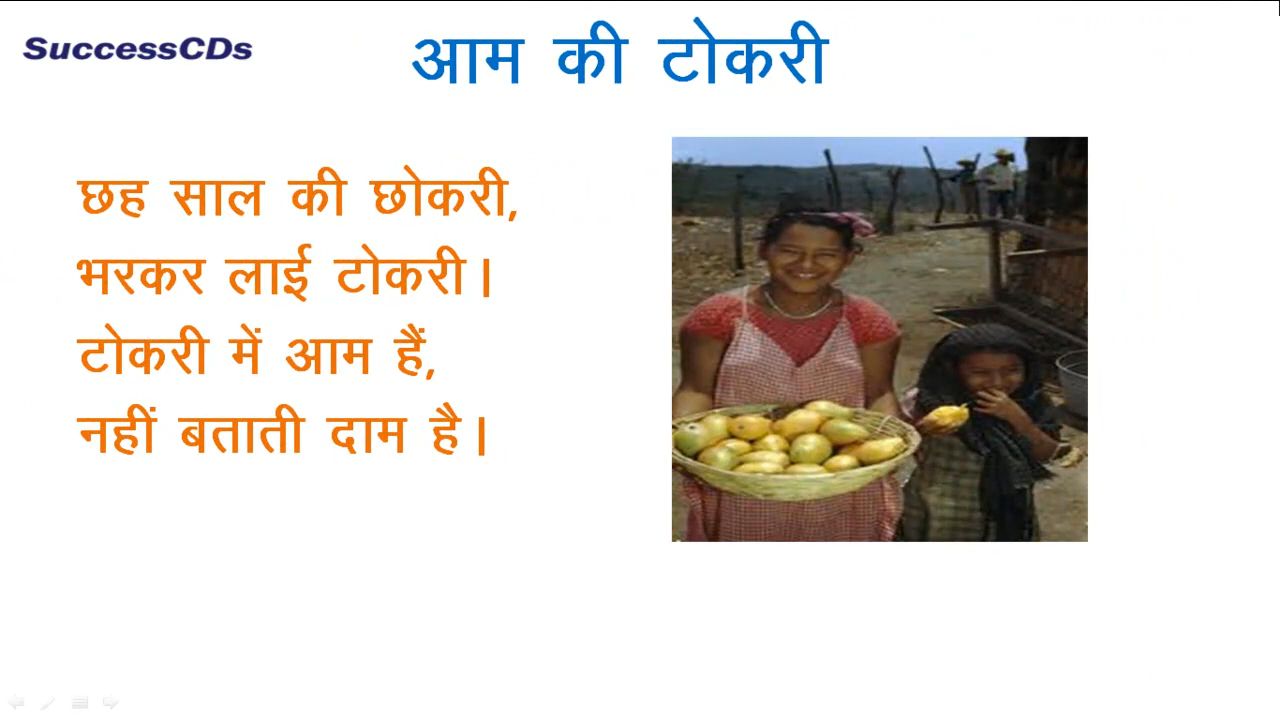 SuccessCDs
आम की टोकरी
छह साल की छोकरी,
भरकर लाई टोकरी।
टोकरी में आम हैं,
नहीं बताती दाम है।